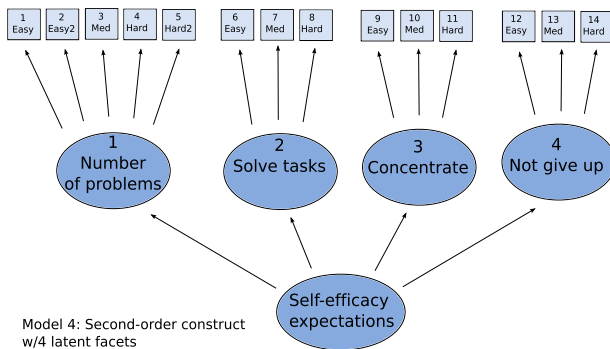 1 2 3 4 5 6 7 8 9 10 11 12 13 14
Easy Easy2 Med Hard Hard2 Easy Med Hard Easy Med Hard Easy Med Hard
1
Number
of problems
2
Solve tasks
3
Concentrate
4
Not give up
Self-efficacy
expectations
Model 4: Second-order construct
w/4 latent facets